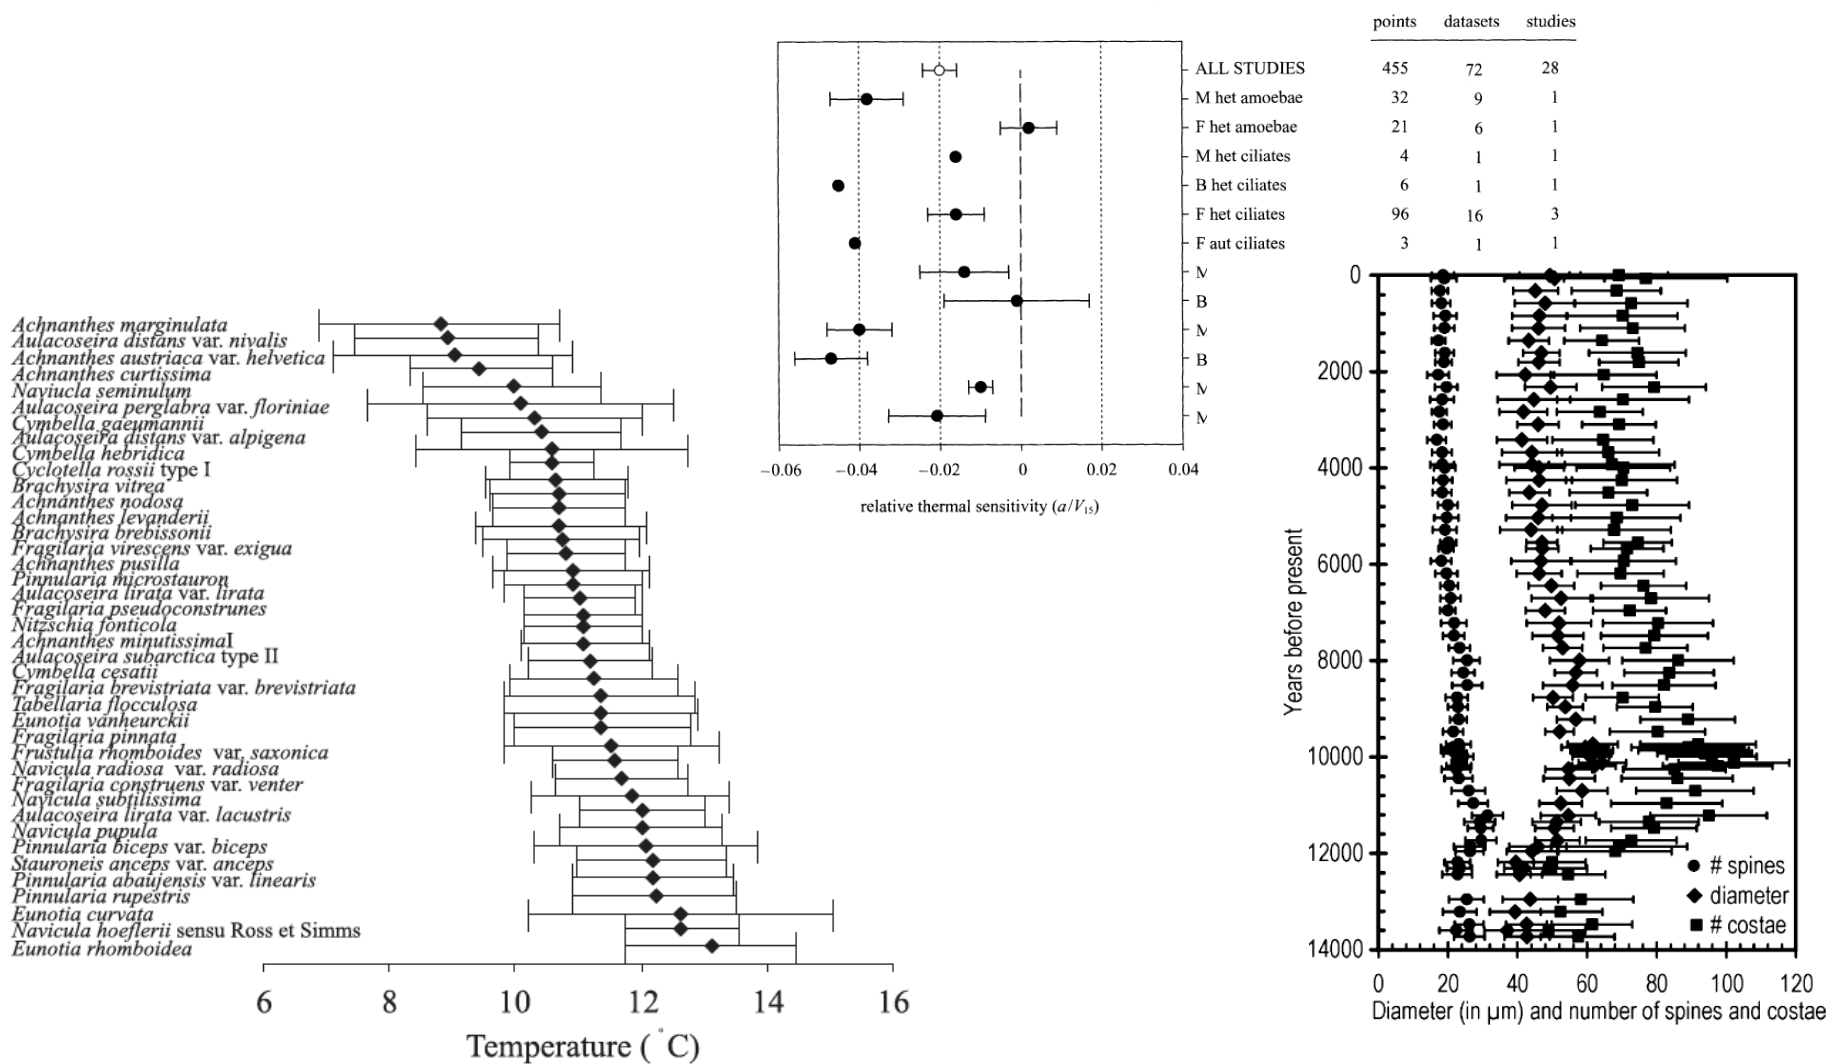 Achnanthes marginulata
Aulacoseira distans var. nivalis
Achnanthes austriaca var. helvetica
Achnanthes curtissima
Naviucla seminulum
Aulacoseira perglabra var. floriniae
Cymbella gaeumannii
Aulacoseira distans var. alpigena
Cymbella hebridica
Cyclotella rossii type I
Brachysira vitrea
Achnanthes nodosa
Achnanthes levanderii
Brachysira brebissonii
Fragilaria virescens var. exigua
Achnanthes pusilla
Pinnularia microstauron
Aulacoseira lirata var. lirata
Fragilaria pseudoconstrunes
Nitzschia fonticola
Achnanthes minutissimaI
Aulacoseira subarctica type II
Cymbella cesatii
Fragilaria brevistriata var. brevistriata
Tabellaria flocculosa
Eunotia vanheurckii
Fragilaria pinnata
Frustulia rhomboides var. saxonica
Navicula radiosa var. radiosa
Fragilaria construens var. venter
Navicula subtilissima
Aulacoseira lirata var. lacustris
Navicula pupula
Pinnularia biceps var. biceps
Stauroneis anceps var. anceps
Pinnularia abaujensis var. linearis
Pinnularia rupestris
Eunotia curvata
Navicula hoeflerii sensu Ross et Simms
Eunotia rhomboidea
6 8 10 12 14 16
Temperature ( °C)
ALL STUDIES
M het amoebae
F het amoebae
M het ciliates
B het ciliates
F het ciliates
F aut ciliates
M
B
M
B
M
M
−0.06 −0.04 −0.02 0 0.02 0.04
relative thermal sensitivity (a/V15)
points datasets studies
455 72 28
32 9 1
21 6 1
4 1 1
6 1 1
96 16 3
3 1 1
0
2000
4000
6000
8000
10000
12000
14000
Years before present
# spines
diameter
# costae
0 20 40 60 80 100 120
Diameter (in µm) and number of spines and costae